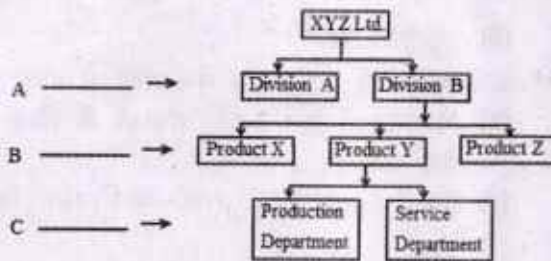 XYZ Ltd.
A Division A Division B
B Product X Product Y Product Z
C Production Department Service Department